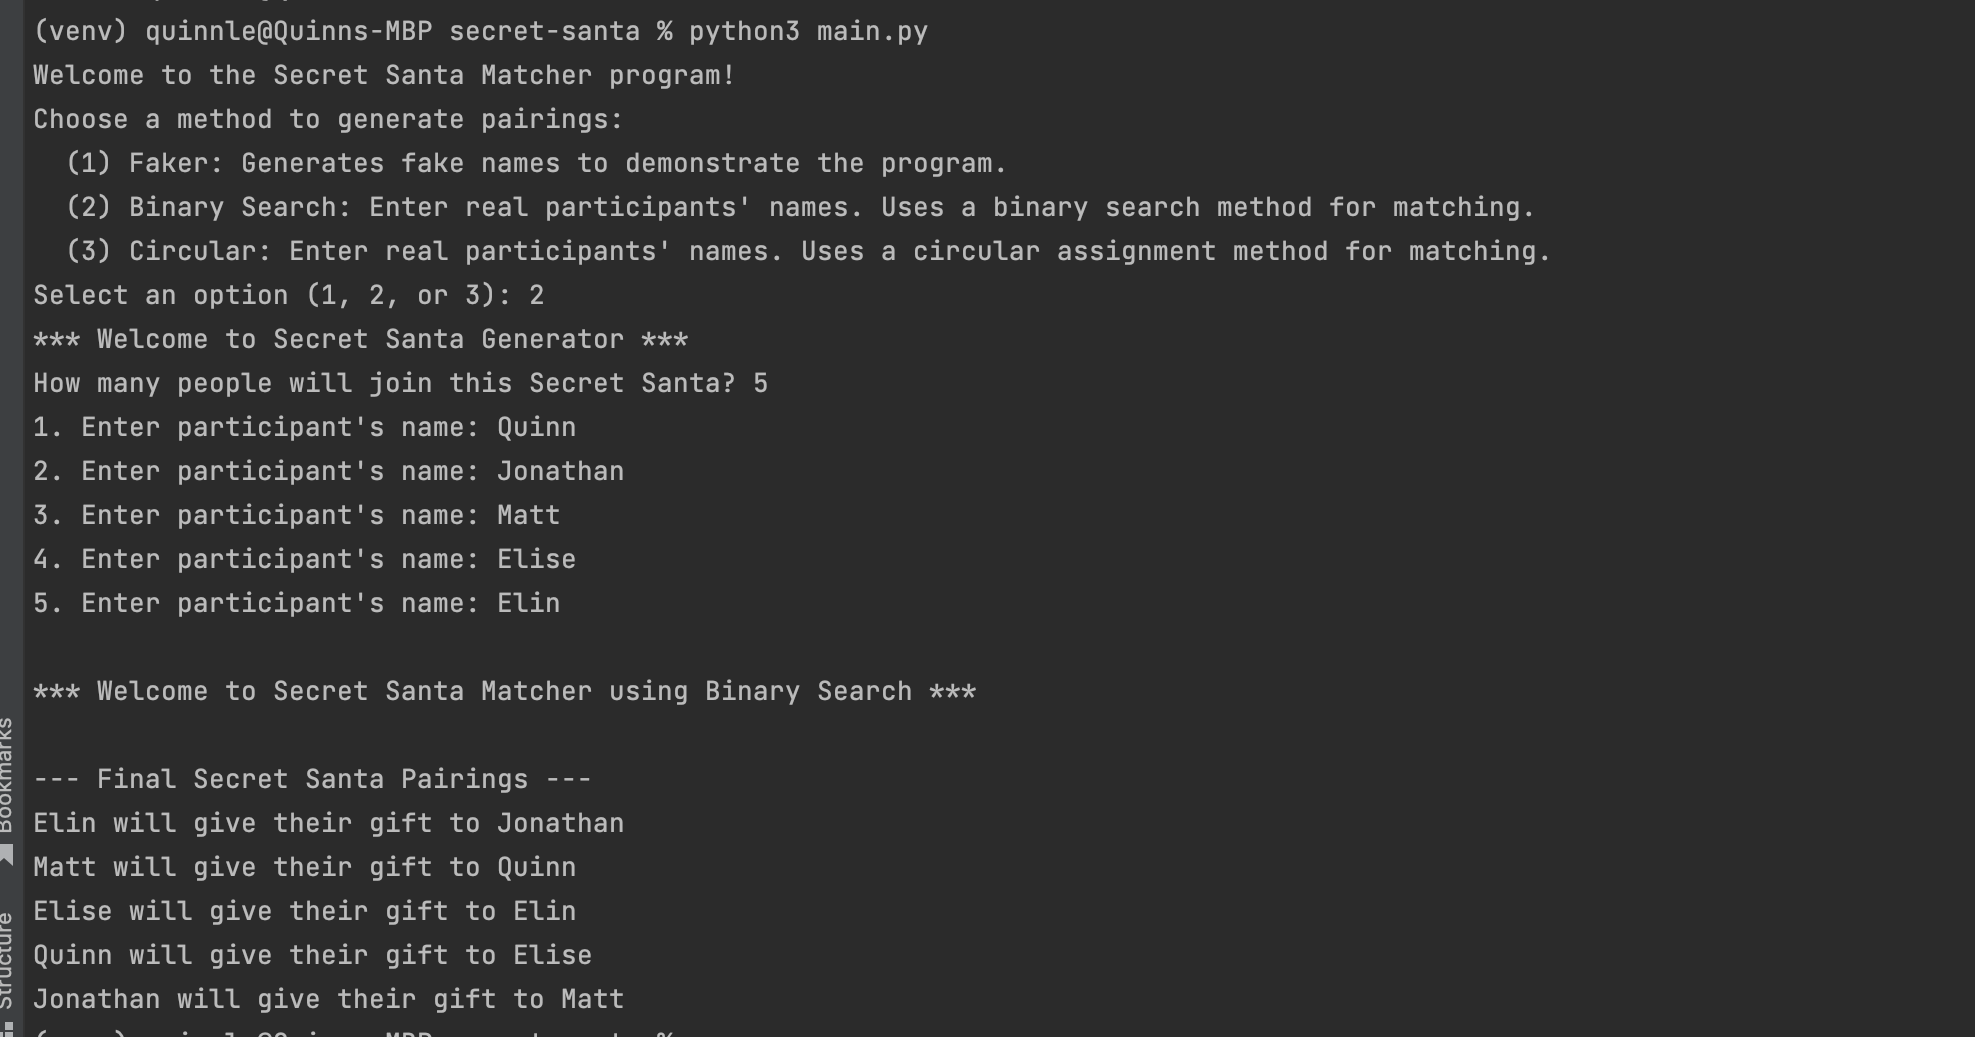 (venv) quinnle@Quinns-MBP secret-santa % python3 main.py
Welcome to the Secret Santa Matcher program!
Choose a method to generate pairings:
  (1) Faker: Generates fake names to demonstrate the program.
  (2) Binary Search: Enter real participants' names. Uses a binary search method for matching.
  (3) Circular: Enter real participants' names. Uses a circular assignment method for matching.
Select an option (1, 2, or 3): 2
*** Welcome to Secret Santa Generator ***
How many people will join this Secret Santa? 5
1. Enter participant's name: Quinn
2. Enter participant's name: Jonathan
3. Enter participant's name: Matt
4. Enter participant's name: Elise
5. Enter participant's name: Elin
*** Welcome to Secret Santa Matcher using Binary Search ***
--- Final Secret Santa Pairings ---
Elin will give their gift to Jonathan
Matt will give their gift to Quinn
Elise will give their gift to Elin
Quinn will give their gift to Elise
Jonathan will give their gift to Matt
Bookmarks
Structure